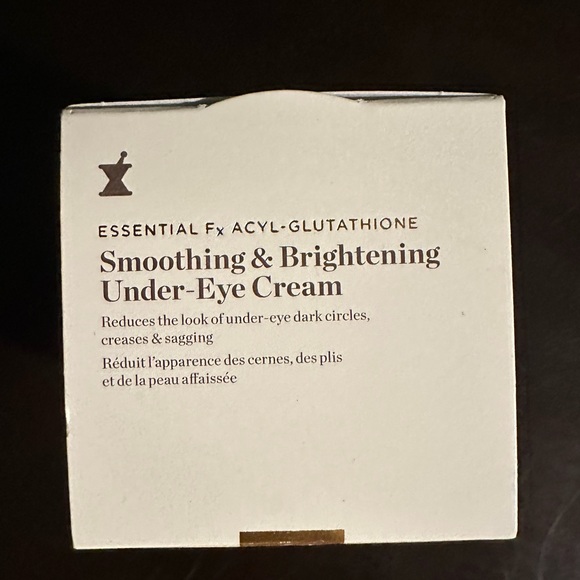 ESSENTIAL Fx ACYL-GLUTATHIONE
Smoothing & Brightening
Under-Eye Cream
Reduces the look of under-eye dark circles,
creases & sagging
Réduit l'apparence des cernes, des plis
et de la peau affaissée